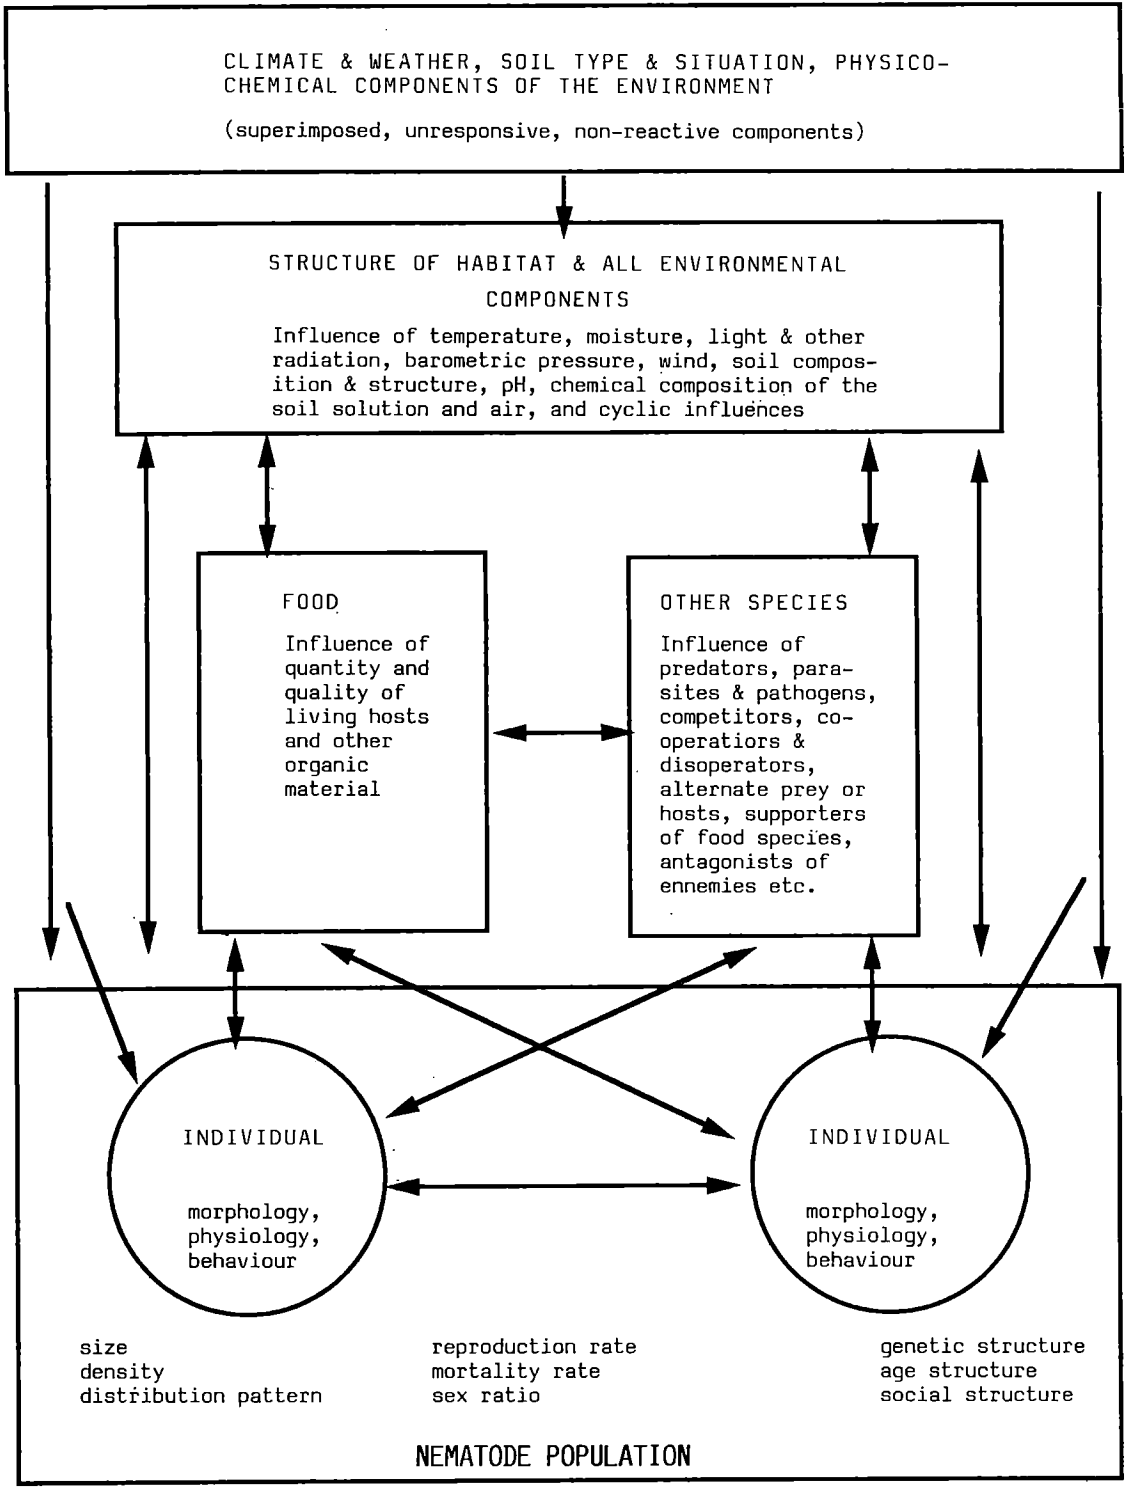 CLIMATE & WEATHER, SOIL TYPE & SITUATION, PHYSICO-
CHEMICAL COMPONENTS OF THE ENVIRONMENT
(superimposed, unresponsive, non-reactive components)
STRUCTURE OF HABITAT & ALL ENVIRONMENTAL
COMPONENTS
Influence of temperature, moisture, light & other
radiation, barometric pressure, wind, soil compos-
ition & structure, pH, chemical composition of the
soil solution and air, and cyclic influences
FOOD
Influence of
quantity and
quality of
living hosts
and other
organic
material
OTHER SPECIES
Influence of
predators, para-
sites & pathogens,
competitors, co-
operatiors &
disoperators,
alternate prey or
hosts, supporters
of food species,
antagonists of
ennemies etc.
INDIVIDUAL
morphology,
physiology,
behaviour
INDIVIDUAL
morphology,
physiology,
behaviour
size
density
distribution pattern
reproduction rate
mortality rate
sex ratio
genetic structure
age structure
social structure
NEMATODE POPULATION